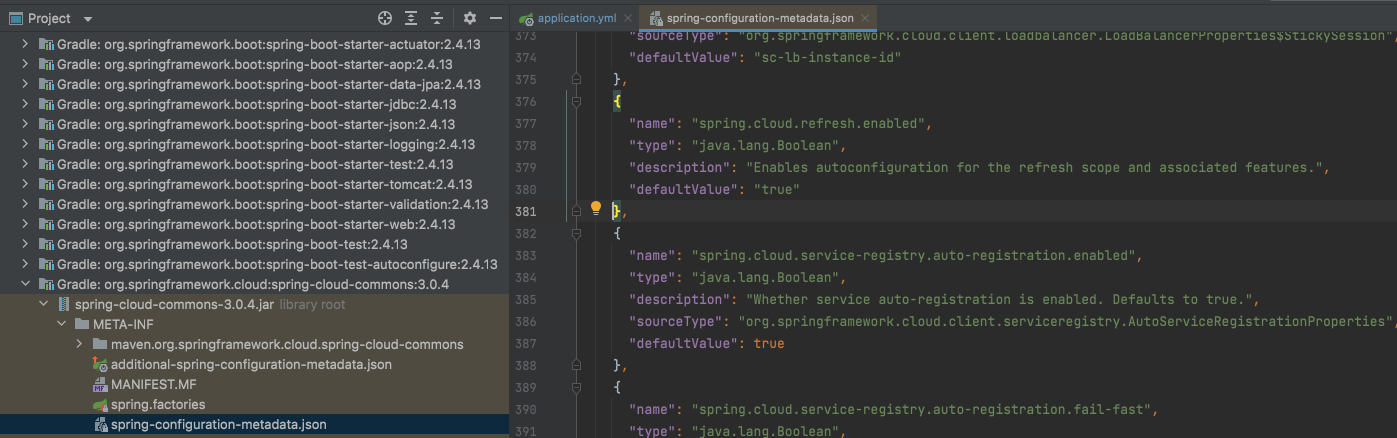 Project
Gradle: org.springframework.boot:spring-boot-starter-actuator:2.4.13
Gradle: org.springframework.boot:spring-boot-starter-aop:2.4.13
Gradle: org.springframework.boot:spring-boot-starter-data-jpa:2.4.13
Gradle: org.springframework.boot:spring-boot-starter-jdbc:2.4.13
Gradle: org.springframework.boot:spring-boot-starter-json:2.4.13
Gradle: org.springframework.boot:spring-boot-starter-logging:2.4.13
Gradle: org.springframework.boot:spring-boot-starter-test:2.4.13
Gradle: org.springframework.boot:spring-boot-starter-tomcat:2.4.13
Gradle: org.springframework.boot:spring-boot-starter-validation:2.4.13
Gradle: org.springframework.boot:spring-boot-starter-web:2.4.13
Gradle: org.springframework.boot:spring-boot-test:2.4.13
Gradle: org.springframework.boot:spring-boot-test-autoconfigure:2.4.13
Gradle: org.springframework.cloud:spring-cloud-commons:3.0.4
spring-cloud-commons-3.0.4.jar library root
META-INF
maven.org.springframework.cloud.spring-cloud-commons
additional-spring-configuration-metadata.json
MF MANIFEST.MF
spring.factories
spring-configuration-metadata.json
application.yml
spring-configuration-metadata.json
373 "sourceType": "org.springframework.cloud.client.loadbalancer.LoadBalancerProperties$StickySession",
374 "defaultValue": "sc-lb-instance-id"
375 },
376 {
377 "name": "spring.cloud.refresh.enabled",
378 "type": "java.lang.Boolean",
379 "description": "Enables autoconfiguration for the refresh scope and associated features.",
380 "defaultValue": "true"
381 },
382 {
383 "name": "spring.cloud.service-registry.auto-registration.enabled",
384 "type": "java.lang.Boolean",
385 "description": "Whether service auto-registration is enabled. Defaults to true.",
386 "sourceType": "org.springframework.cloud.client.serviceregistry.AutoServiceRegistrationProperties",
387 "defaultValue": true
388 },
389 {
390 "name": "spring.cloud.service-registry.auto-registration.fail-fast",
391 "type": "java.lang.Boolean",